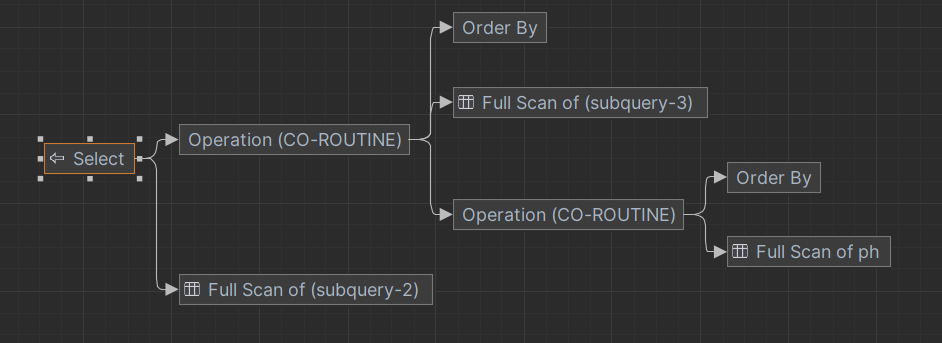 Order By
Full Scan of (subquery-3)
Operation (CO-ROUTINE)
Select
Order By
Operation (CO-ROUTINE)
Full Scan of ph
Full Scan of (subquery-2)